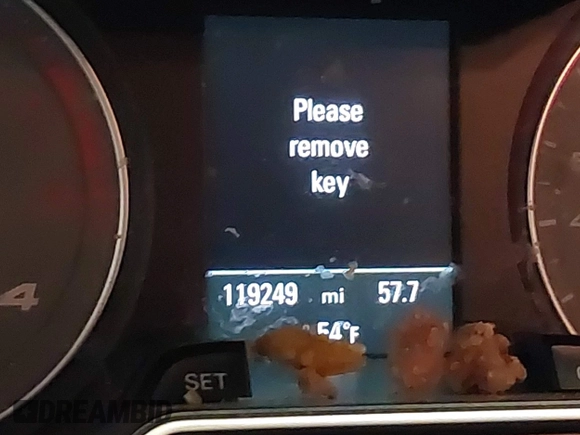 Please
remove
key
119249 mi 57.7
54°F
4
SET
DREAMBID